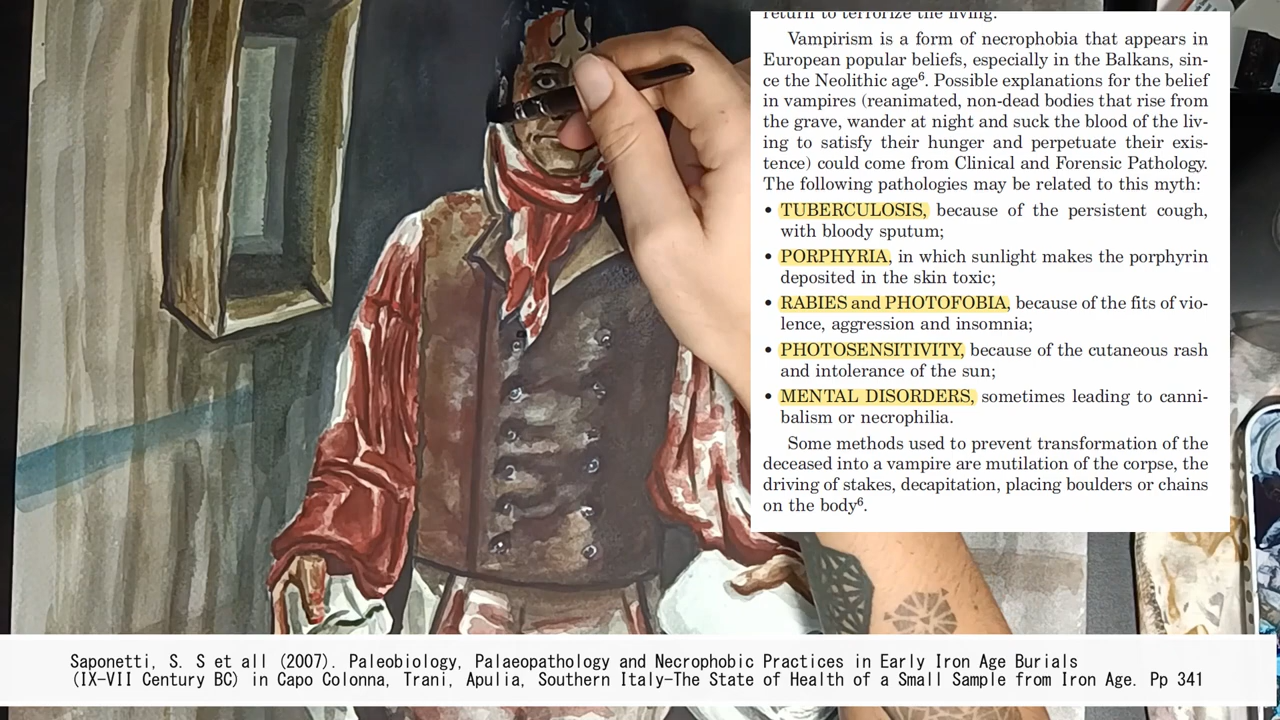 return to terrorize the living.
Vampirism is a form of necrophobia that appears in
European popular beliefs, especially in the Balkans, sin-
ce the Neolithic age⁶. Possible explanations for the belief
in vampires (reanimated, non-dead bodies that rise from
the grave, wander at night and suck the blood of the liv-
ing to satisfy their hunger and perpetuate their exis-
tence) could come from Clinical and Forensic Pathology.
The following pathologies may be related to this myth:
• TUBERCULOSIS, because of the persistent cough,
with bloody sputum;
• PORPHYRIA, in which sunlight makes the porphyrin
deposited in the skin toxic;
• RABIES and PHOTOFOBIA, because of the fits of vio-
lence, aggression and insomnia;
• PHOTOSENSITIVITY, because of the cutaneous rash
and intolerance of the sun;
• MENTAL DISORDERS, sometimes leading to canni-
balism or necrophilia.
Some methods used to prevent transformation of the
deceased into a vampire are mutilation of the corpse, the
driving of stakes, decapitation, placing boulders or chains
on the body⁶.
Saponetti, S. S et all (2007). Paleobiology, Palaeopathology and Necrophobic Practices in Early Iron Age Burials
(IX-VII Century BC) in Capo Colonna, Trani, Apulia, Southern Italy-The State of Health of a Small Sample from Iron Age. Pp 341